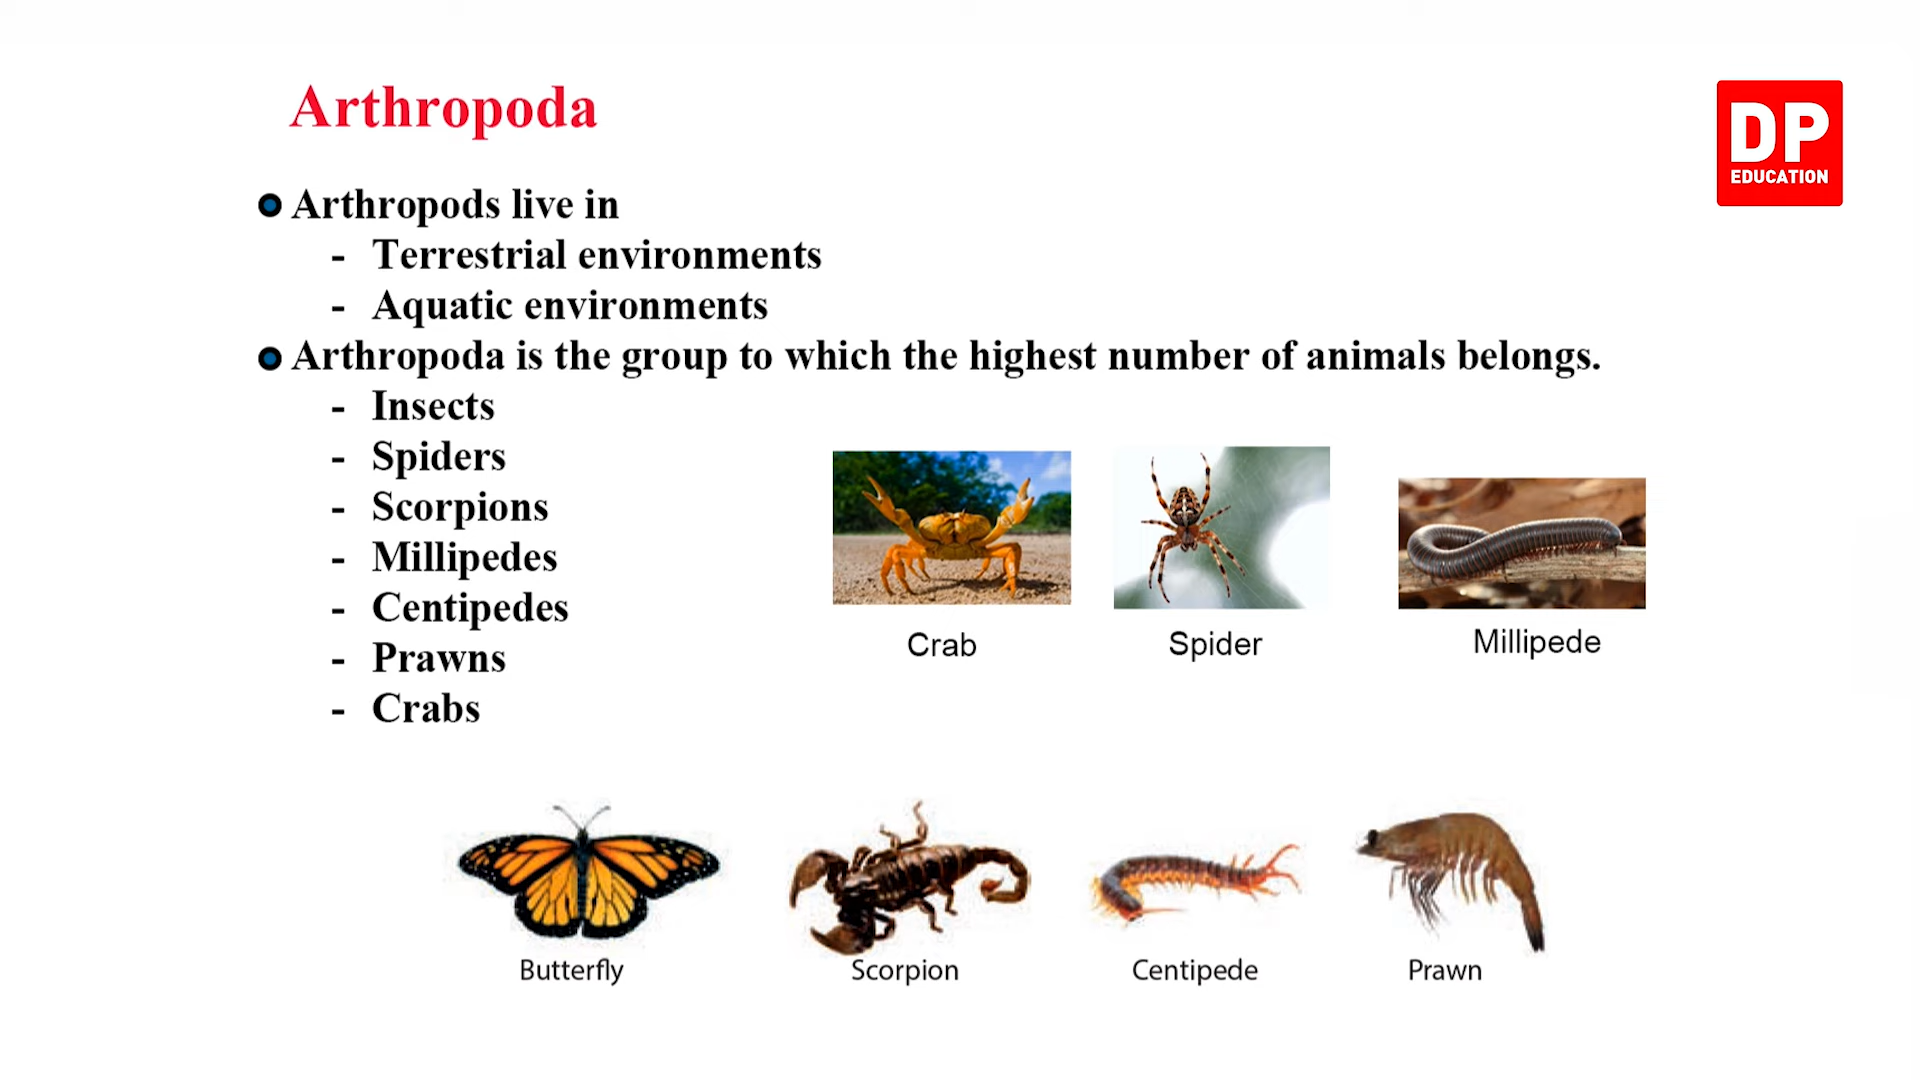 Arthropoda
DP
EDUCATION
Arthropods live in
- Terrestrial environments
- Aquatic environments
Arthropoda is the group to which the highest number of animals belongs.
- Insects
- Spiders
- Scorpions
- Millipedes
- Centipedes
- Prawns
- Crabs
Crab
Spider
Millipede
Butterfly
Scorpion
Centipede
Prawn